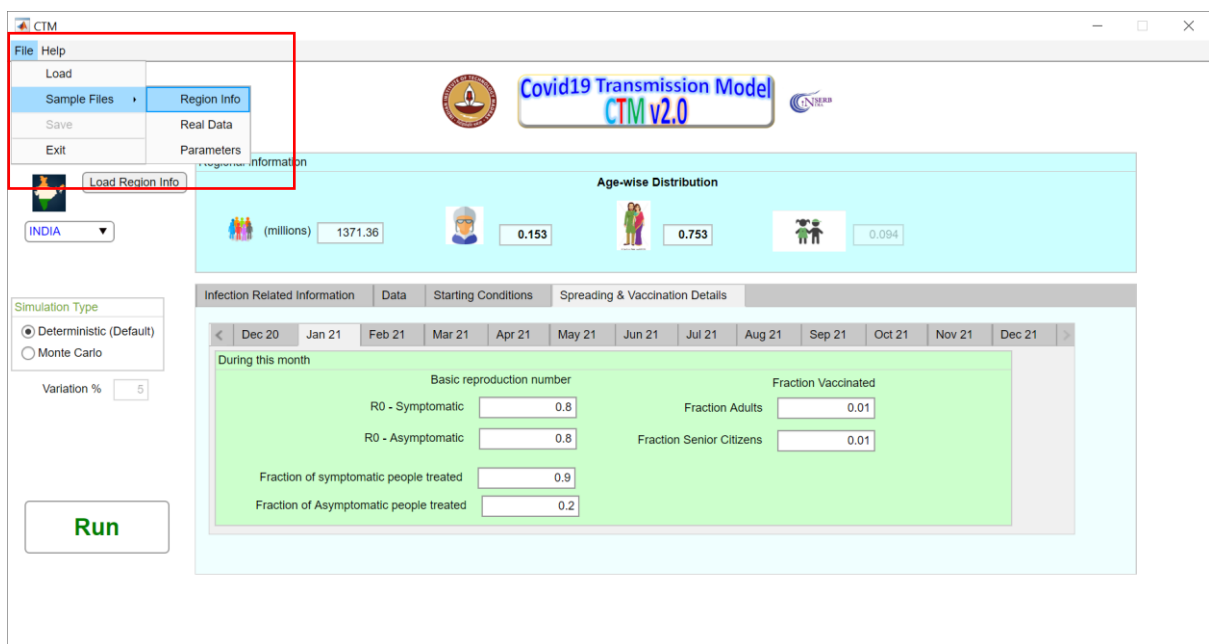 CTM
File Help
Load
Sample Files
Region Info
Save
Real Data
Exit
Parameters
Covid19 Transmission Model
CTM v2.0
SERB
Regional Information
Load Region Info
Age-wise Distribution
INDIA
(millions) 1371.36 0.153 0.753 0.094
Simulation Type
Deterministic (Default)
Monte Carlo
Variation % 5
Run
Infection Related Information Data Starting Conditions Spreading & Vaccination Details
Dec 20 Jan 21 Feb 21 Mar 21 Apr 21 May 21 Jun 21 Jul 21 Aug 21 Sep 21 Oct 21 Nov 21 Dec 21
During this month
Basic reproduction number Fraction Vaccinated
R0 - Symptomatic 0.8 Fraction Adults 0.01
R0 - Asymptomatic 0.8 Fraction Senior Citizens 0.01
Fraction of symptomatic people treated 0.9
Fraction of Asymptomatic people treated 0.2